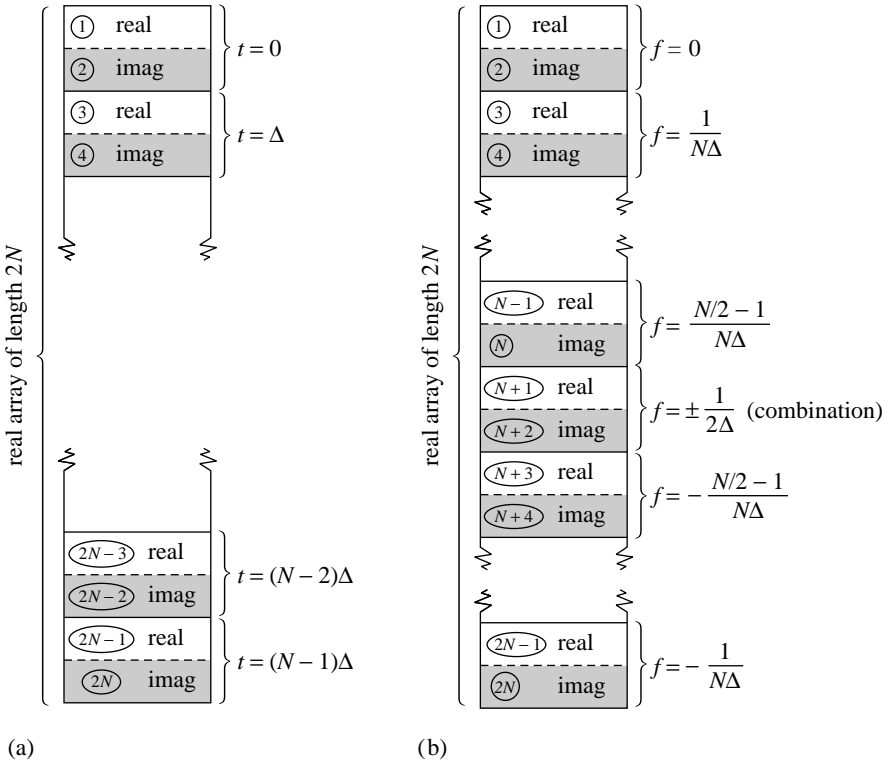 real array of length 2N
1 real
2 imag
t = 0
3 real
4 imag
t = Δ
2N − 3 real
2N − 2 imag
t = (N − 2)Δ
2N − 1 real
2N imag
t = (N − 1)Δ
(a)
real array of length 2N
1 real
2 imag
f = 0
3 real
4 imag
f = 1/NΔ
N − 1 real
N imag
f = N/2 − 1/NΔ
N + 1 real
N + 2 imag
f = ± 1/2Δ (combination)
N + 3 real
N + 4 imag
f = − N/2 − 1/NΔ
2N − 1 real
2N imag
f = − 1/NΔ
(b)